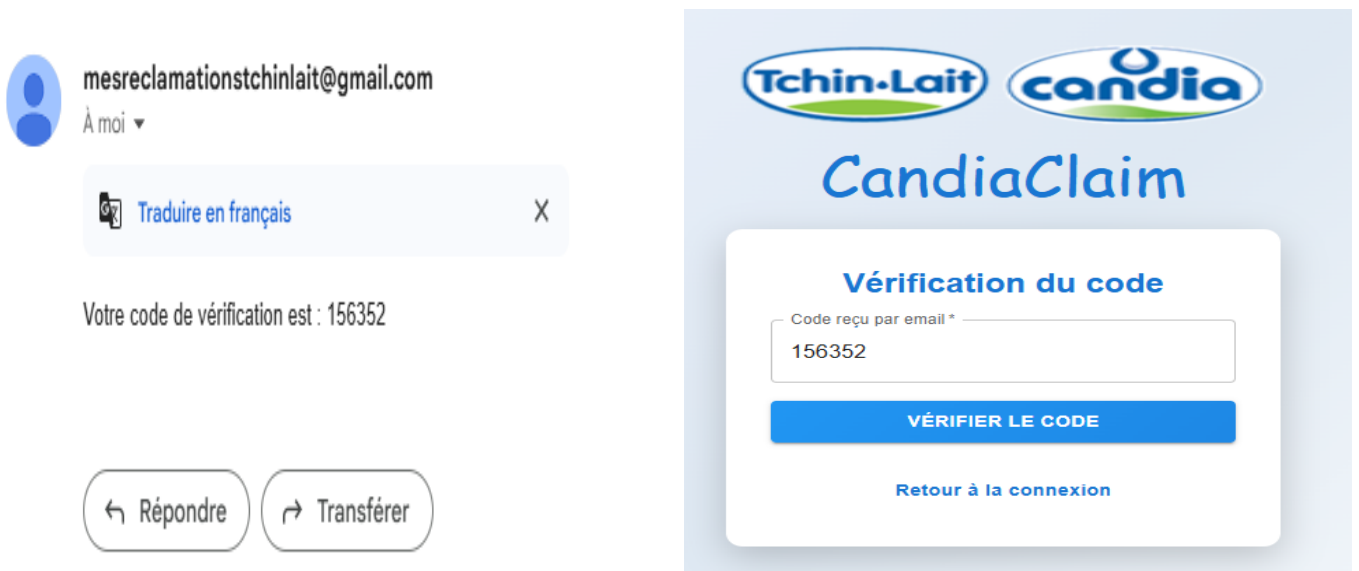 mesreclamationstchinlait@gmail.com
À moi
Traduire en français
X
Votre code de vérification est : 156352
Répondre
Transférer
Tchin•Lait
candia
CandiaClaim
Vérification du code
Code reçu par email *
156352
VÉRIFIER LE CODE
Retour à la connexion